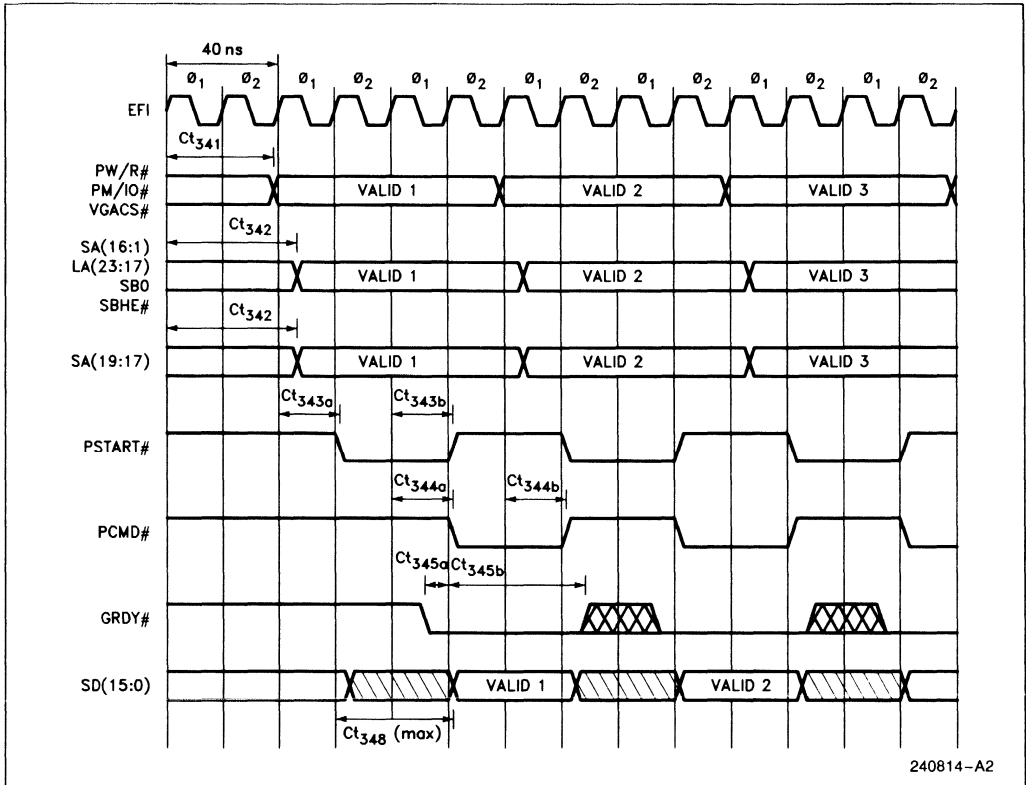 40 ns
Ø1 Ø2 Ø1 Ø2 Ø1 Ø2 Ø1 Ø2 Ø1 Ø2 Ø1 Ø2
EFI
Ct341
PW/R#
PM/IO# VALID 1 VALID 2 VALID 3
VGACS#
Ct342
SA(16:1)
LA(23:17) VALID 1 VALID 2 VALID 3
SBO
SBHE#
Ct342
SA(19:17) VALID 1 VALID 2 VALID 3
Ct343a Ct343b
PSTART#
Ct344a Ct344b
PCMD#
Ct345a Ct345b
GRDY#
SD(15:0) VALID 1 VALID 2
Ct348 (max)
240814-A2